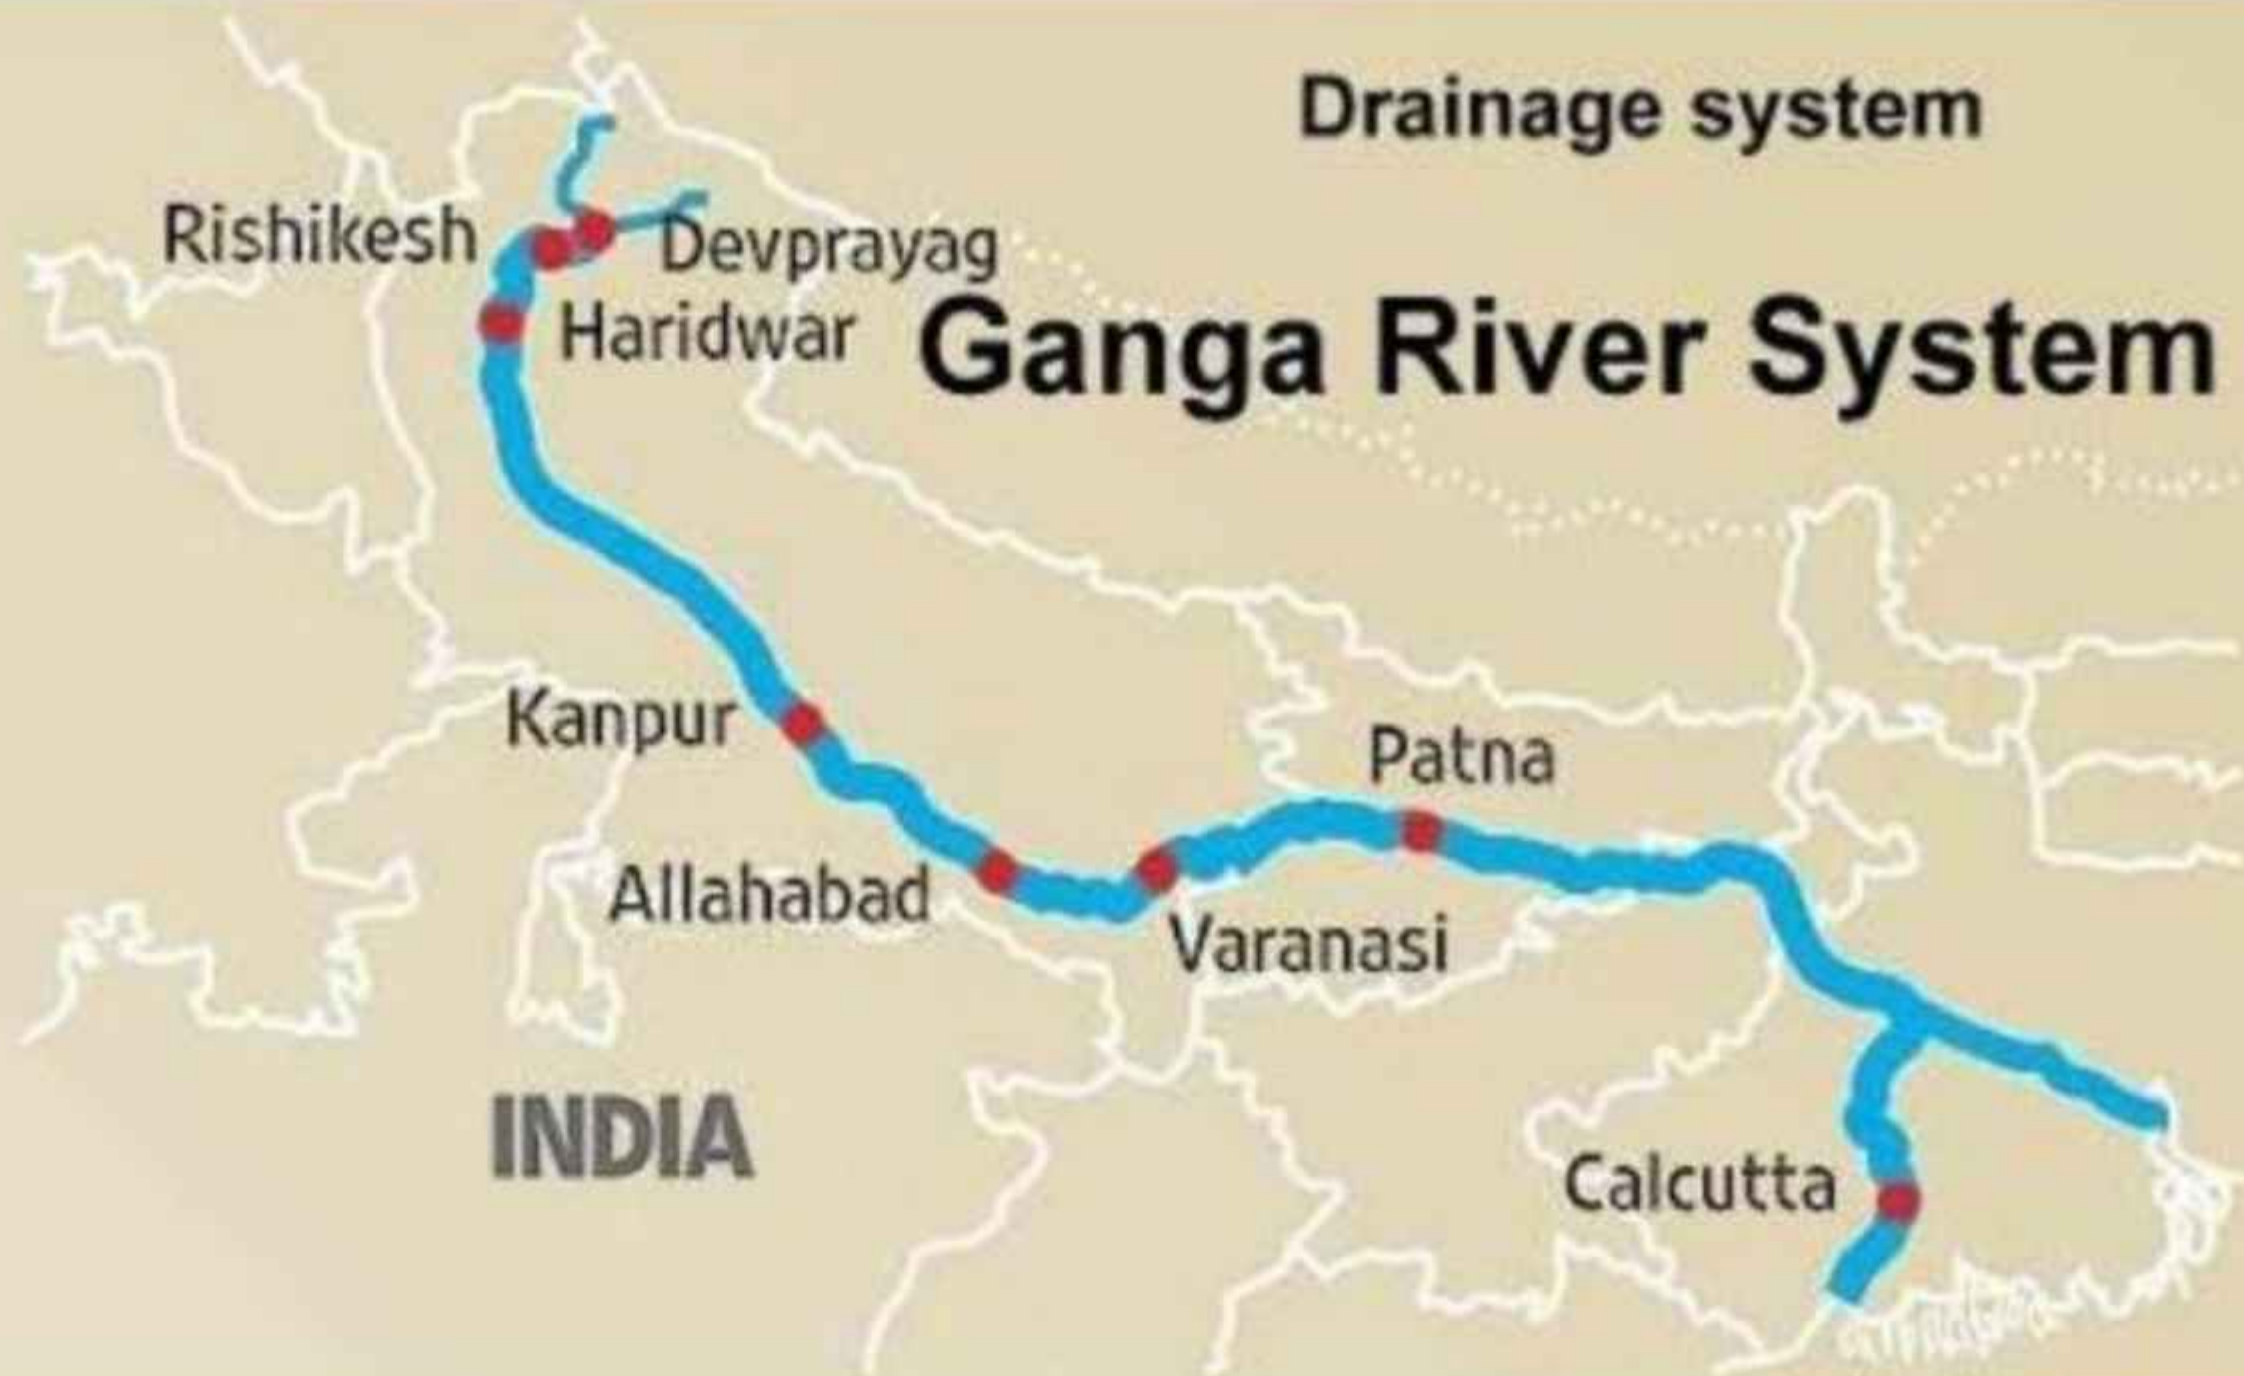 Drainage system
Rishikesh
Devprayag
Haridwar
Ganga River System
Kanpur
Patna
Allahabad
Varanasi
INDIA
Calcutta